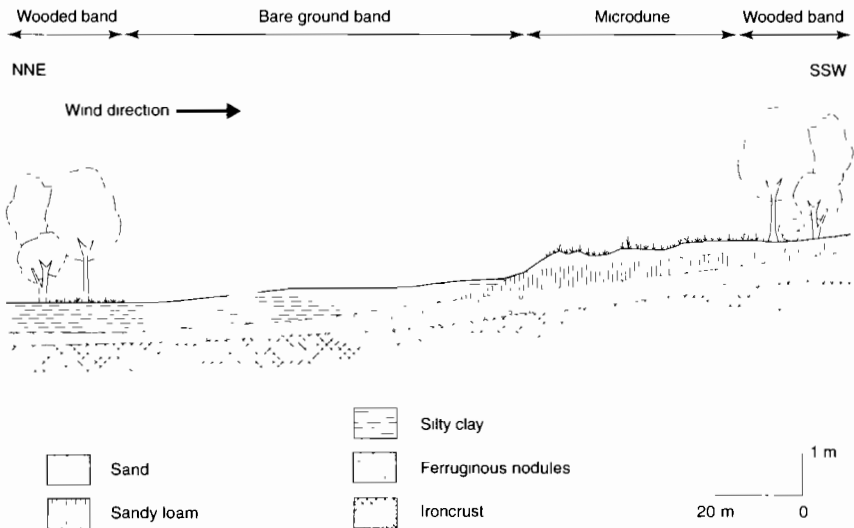 Wooded band Bare ground band Microdune Wooded band
NNE SSW
Wind direction
Silty clay
Sand Ferruginous nodules
Sandy loam Ironcrust
1 m
20 m 0